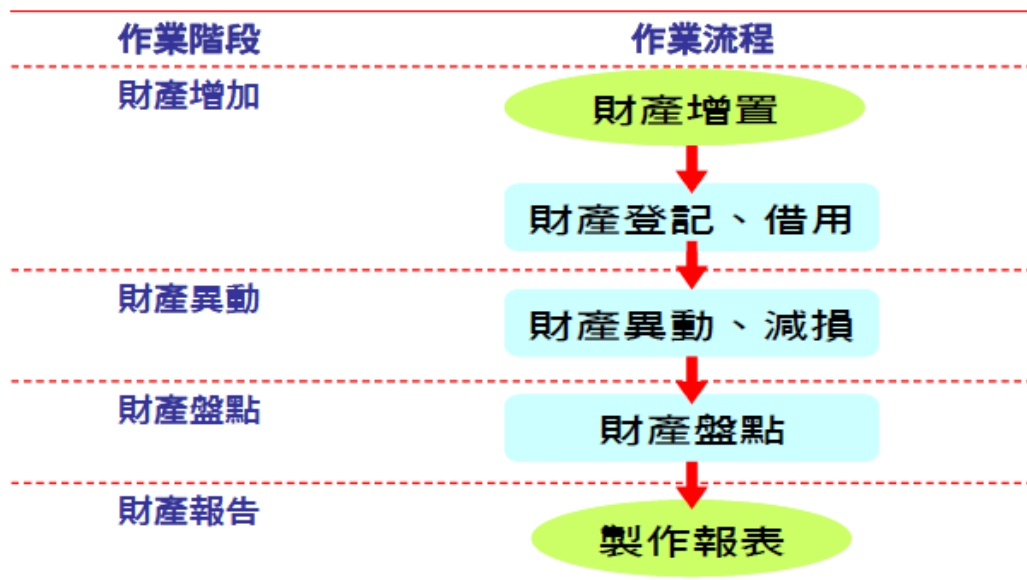 作業階段 作業流程
財產增加
財產增置
財產登記、借用
財產異動
財產異動、減損
財產盤點
財產盤點
財產報告
製作報表